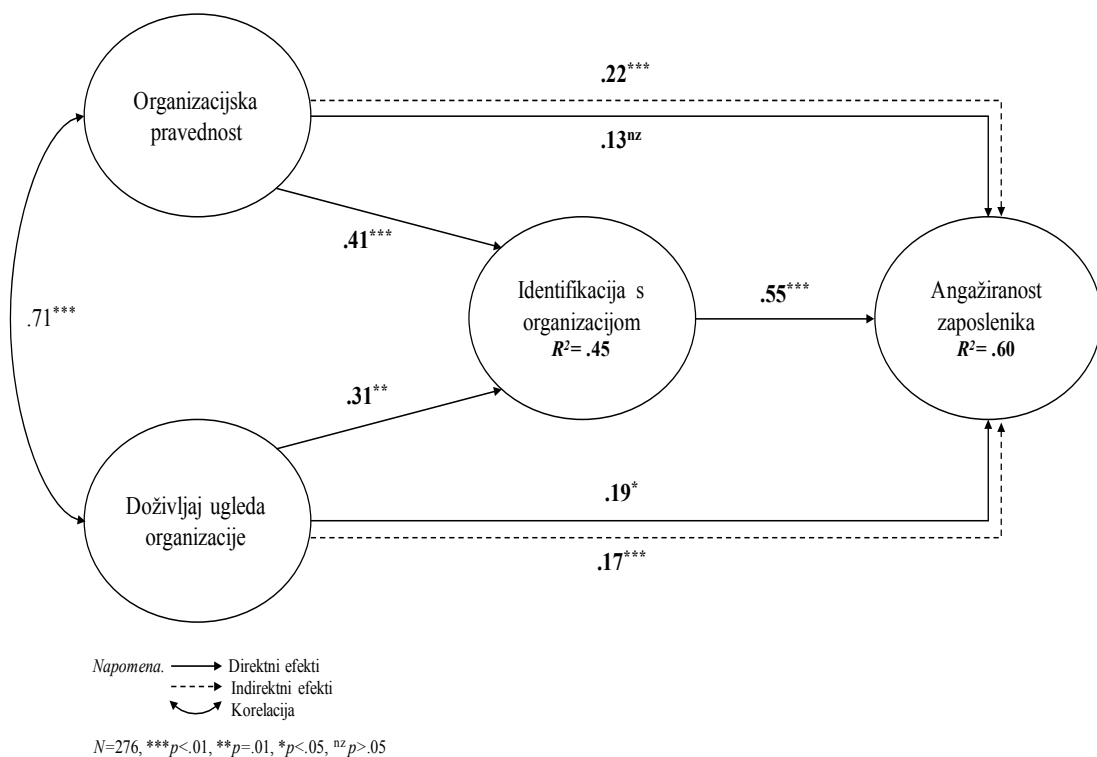 .22***
Organizacijska
pravednost
.13nz
.41***
.71***
Identifikacija s
organizacijom
R²= .45
.55***
Angažiranost
zaposlenika
R²= .60
.31**
Doživljaj ugleda
organizacije
.19*
.17***
Napomena. Direktni efekti
Indirektni efekti
Korelacija
N=276, ***p<.01, **p=.01, *p<.05, nz p>.05